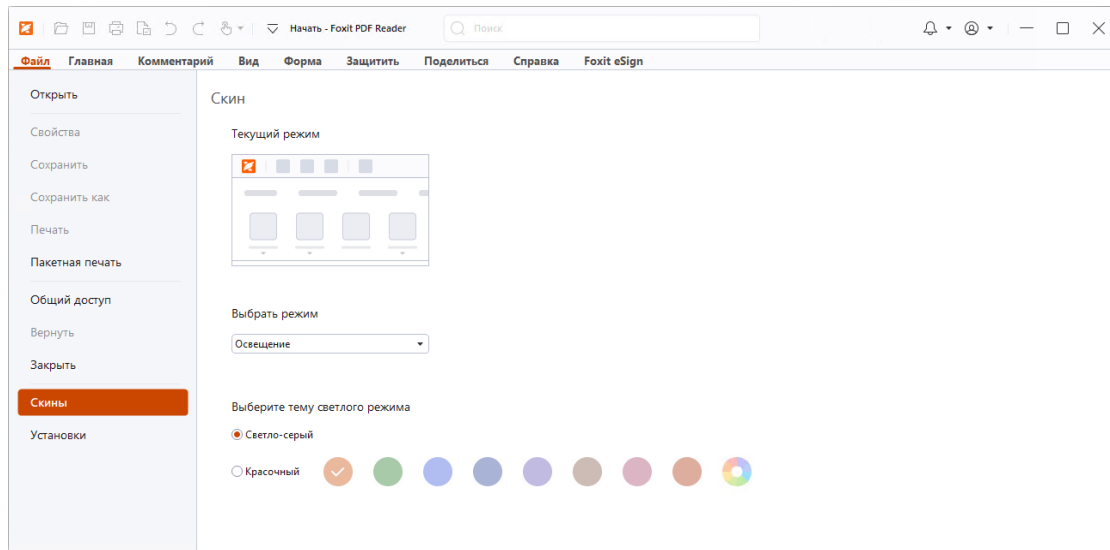 Начать - Foxit PDF Reader
Поиск
Файл Главная Комментарий Вид Форма Защитить Поделиться Справка Foxit eSign
Открыть
Свойства
Сохранить
Сохранить как
Печать
Пакетная печать
Общий доступ
Вернуть
Закрыть
Скины
Установки
Скин
Текущий режим
Выбрать режим
Освещение
Выберите тему светлого режима
Светло-серый
Красочный